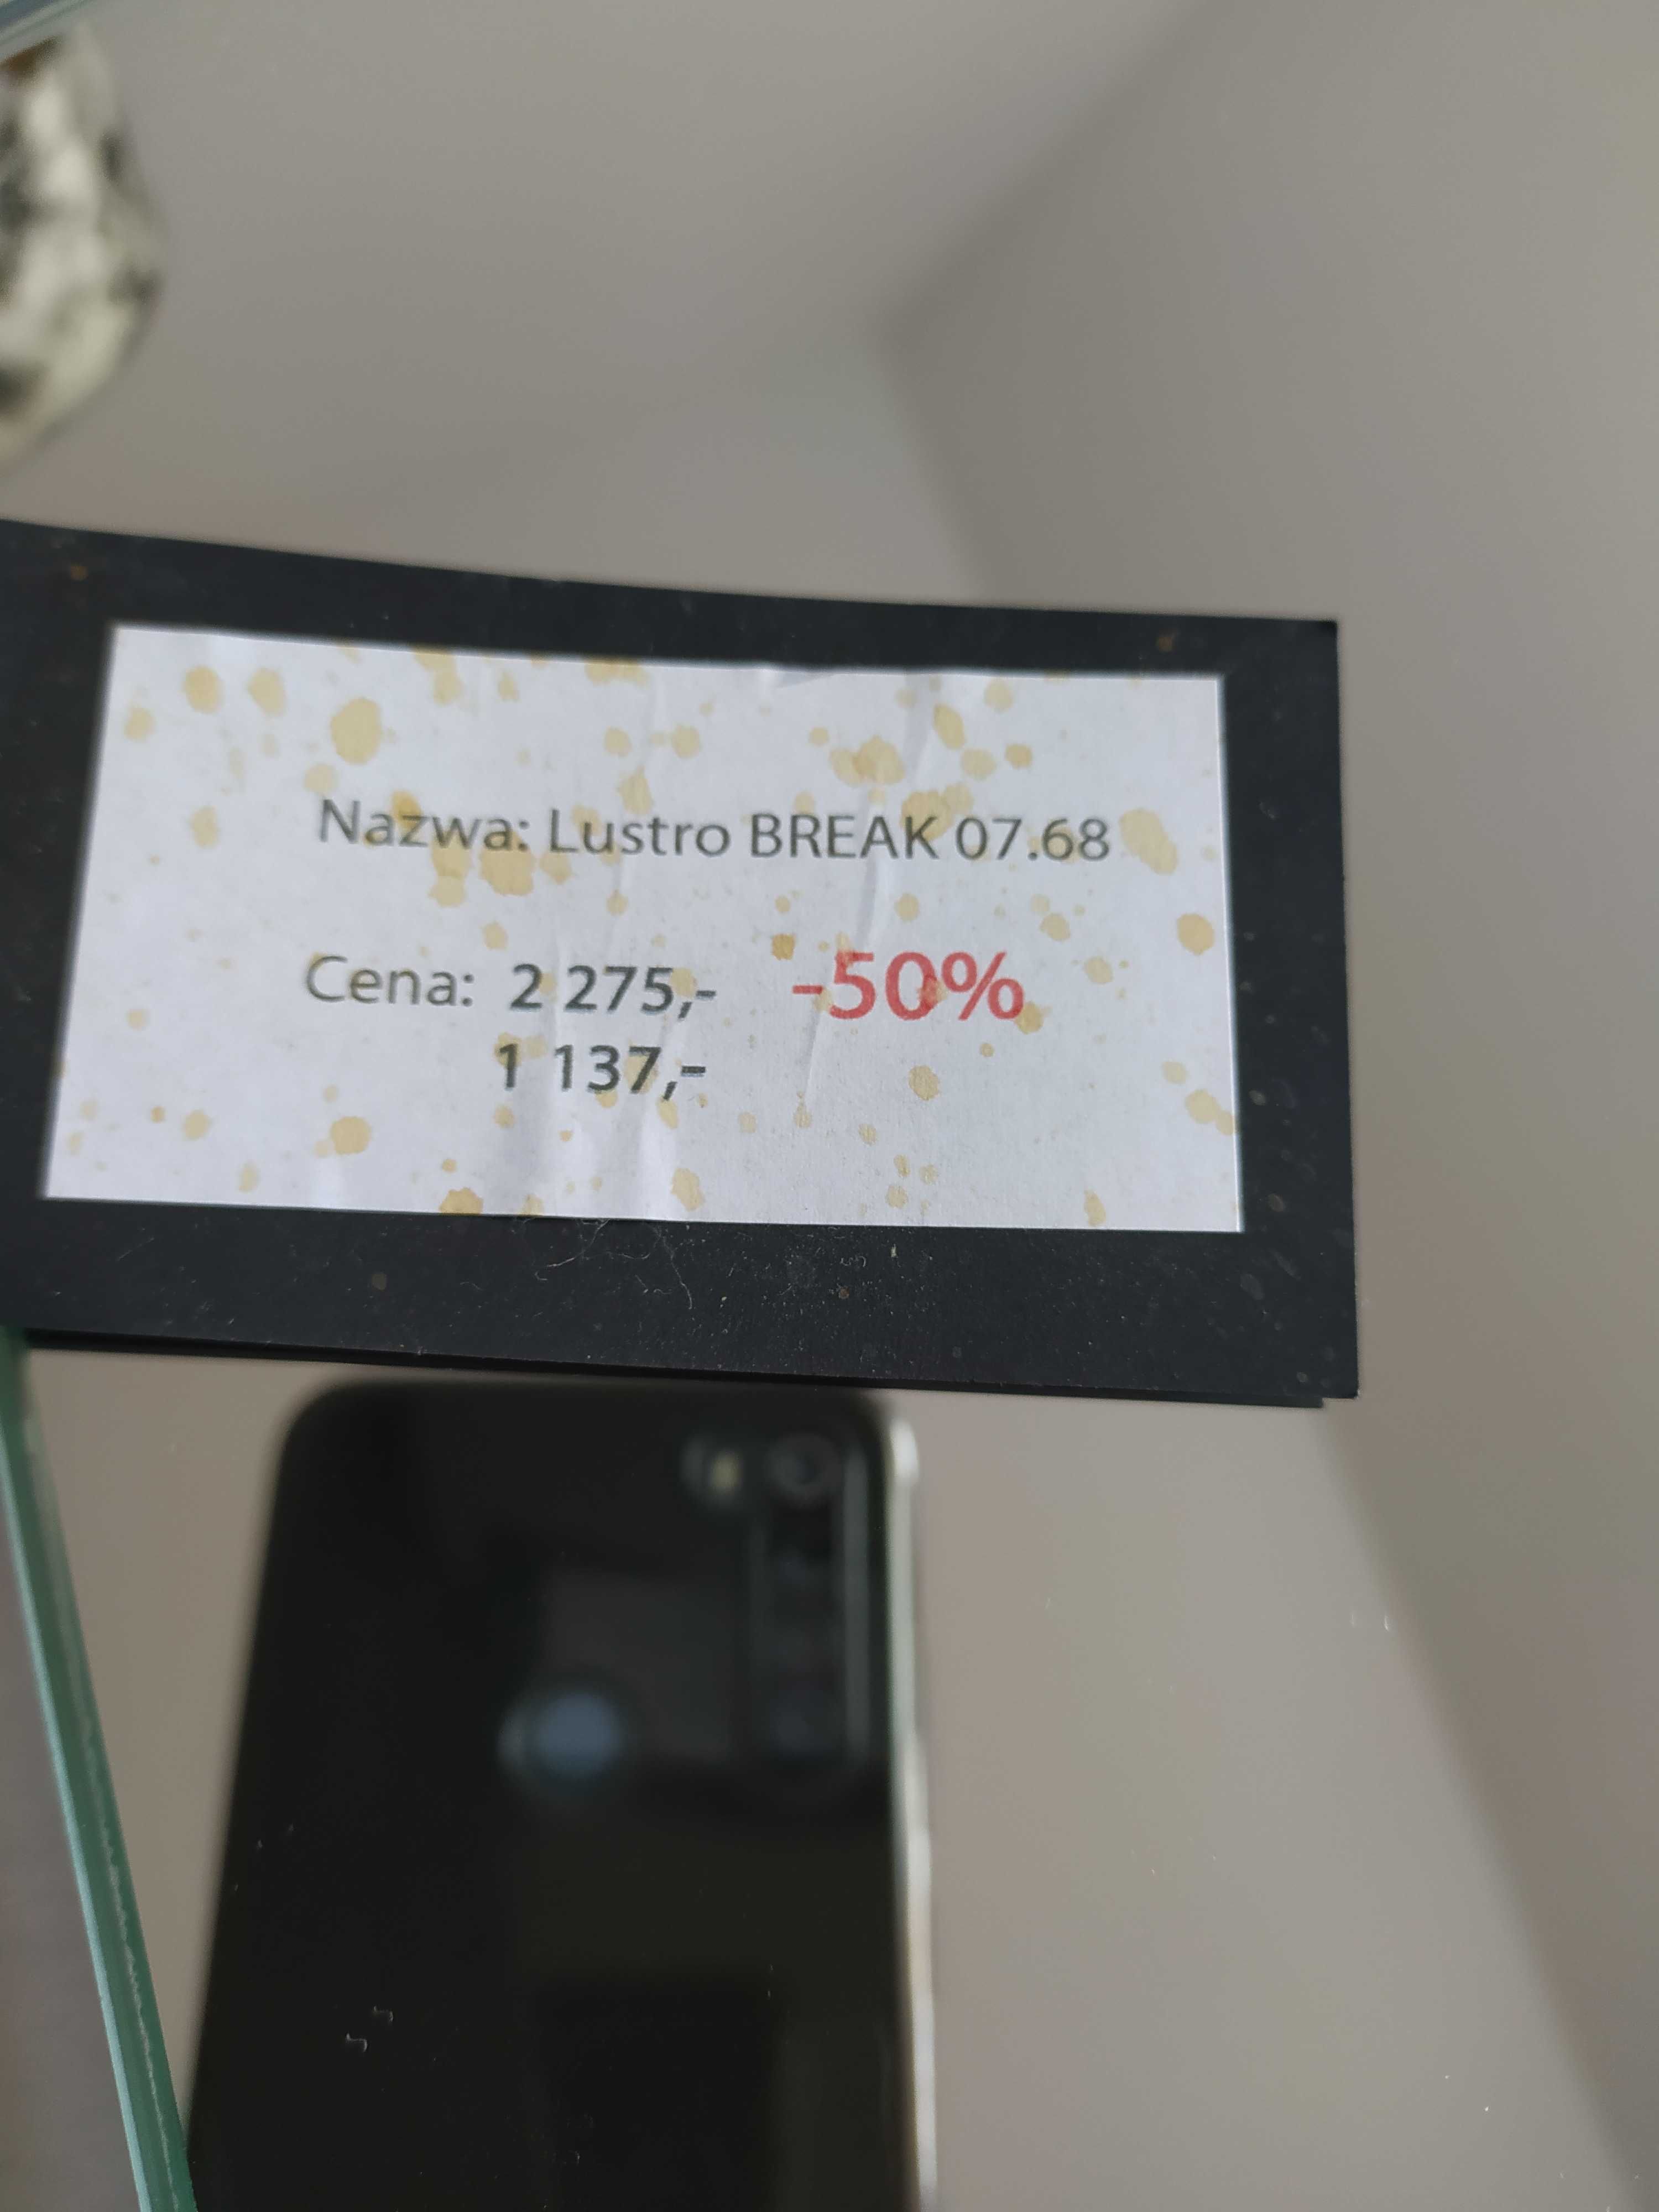 Nazwa: Lustro BREAK 07.68
Cena: 2 275,- -50%
1 137,-